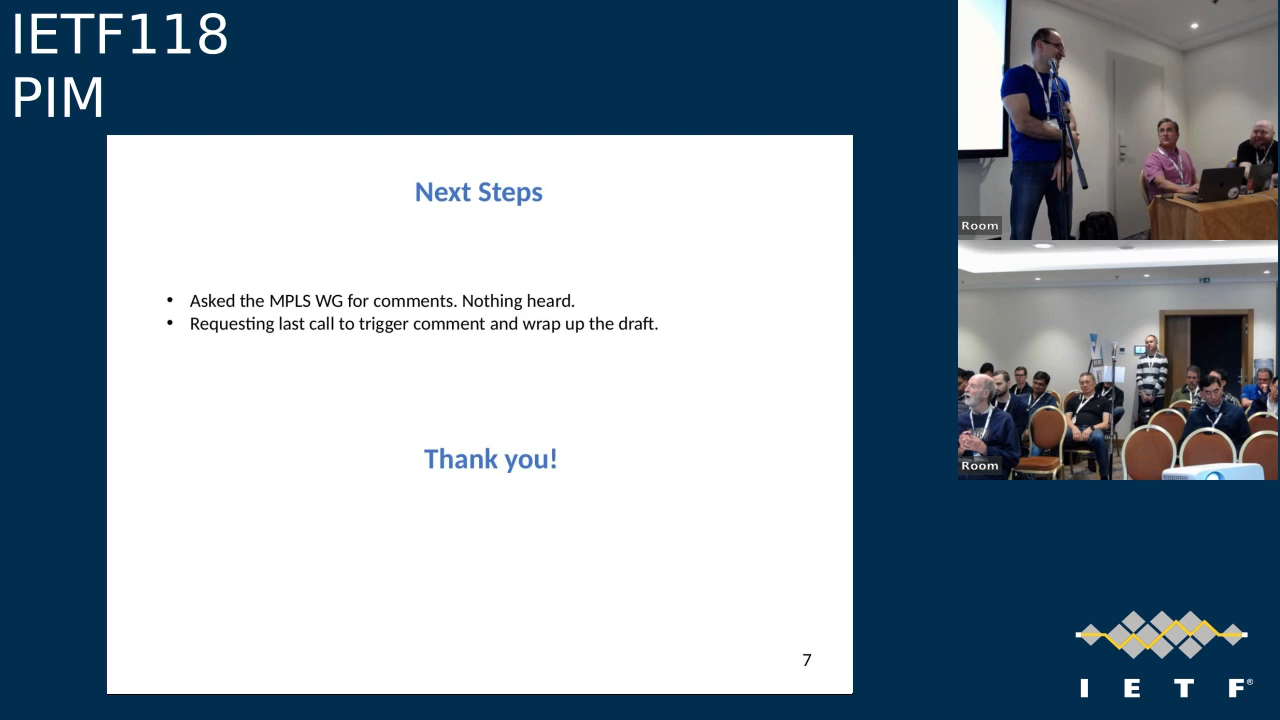 IETF118
PIM
Next Steps
• Asked the MPLS WG for comments. Nothing heard.
• Requesting last call to trigger comment and wrap up the draft.
Thank you!
7
Room
Room
I E T F®